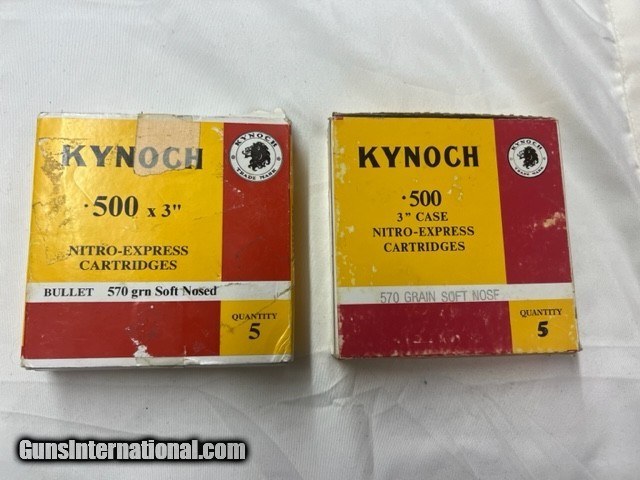 KYNOCH
TRADE MARK
.500 x 3"
NITRO-EXPRESS
CARTRIDGES
BULLET 570 grn Soft Nosed
QUANTITY
5
KYNOCH
TRADE MARK
.500
3" CASE
NITRO-EXPRESS
CARTRIDGES
570 GRAIN SOFT NOSE
QUANTITY
5
GunsInternational.com